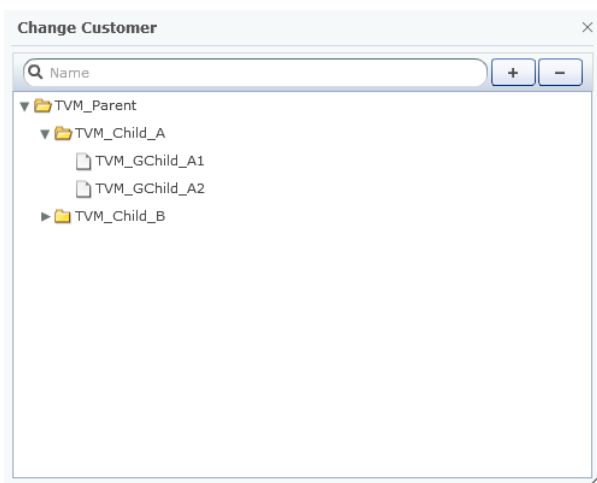 Change Customer
Name
+ −
TVM_Parent
TVM_Child_A
TVM_GChild_A1
TVM_GChild_A2
TVM_Child_B